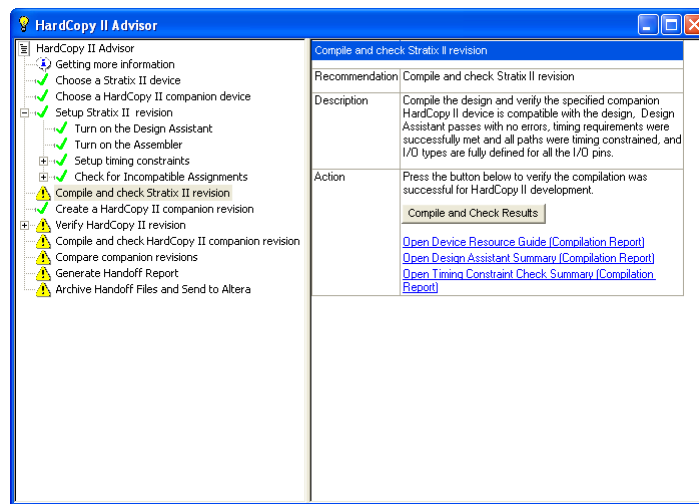 HardCopy II Advisor
HardCopy II Advisor
Getting more information
Choose a Stratix II device
Choose a HardCopy II companion device
Setup Stratix II revision
Turn on the Design Assistant
Turn on the Assembler
Setup timing constraints
Check for Incompatible Assignments
Compile and check Stratix II revision
Create a HardCopy II companion revision
Verify HardCopy II revision
Compile and check HardCopy II companion revision
Compare companion revisions
Generate Handoff Report
Archive Handoff Files and Send to Altera
Compile and check Stratix II revision
Recommendation Compile and check Stratix II revision
Description Compile the design and verify the specified companion
HardCopy II device is compatible with the design, Design
Assistant passes with no errors, timing requirements were
successfully met and all paths were timing constrained, and
I/O types are fully defined for all the I/O pins.
Action Press the button below to verify the compilation was
successful for HardCopy II development.
Compile and Check Results
Open Device Resource Guide (Compilation Report)
Open Design Assistant Summary (Compilation Report)
Open Timing Constraint Check Summary (Compilation
Report)